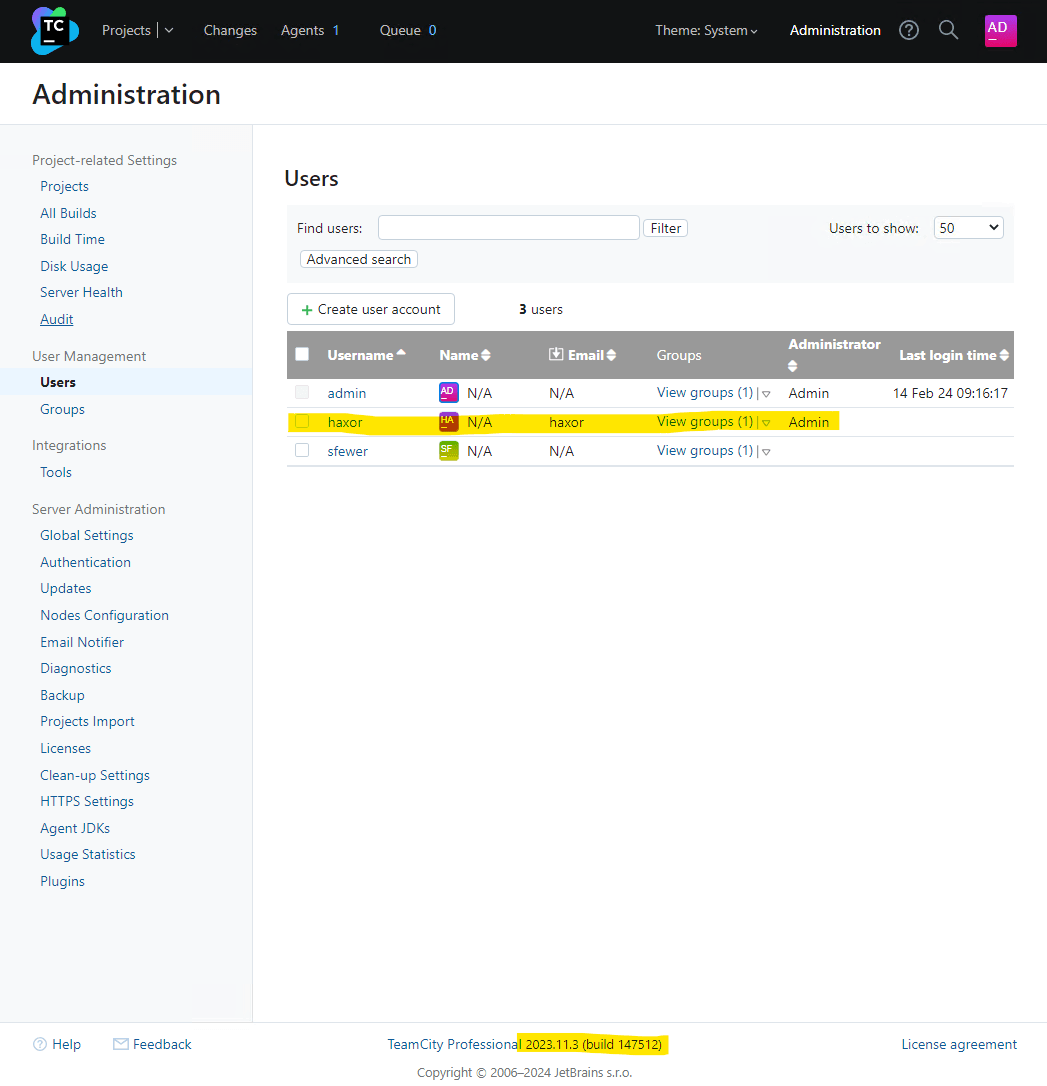 TC Projects | Changes Agents 1 Queue 0 Theme: System Administration AD
Administration
Project-related Settings
Projects
All Builds
Build Time
Disk Usage
Server Health
Audit
User Management
Users
Groups
Integrations
Tools
Server Administration
Global Settings
Authentication
Updates
Nodes Configuration
Email Notifier
Diagnostics
Backup
Projects Import
Licenses
Clean-up Settings
HTTPS Settings
Agent JDKs
Usage Statistics
Plugins
Users
Find users: Filter Users to show: 50
Advanced search
+ Create user account 3 users
Username Name Email Groups Administrator Last login time
admin AD N/A N/A View groups (1) | Admin 14 Feb 24 09:16:17
haxor HA N/A haxor View groups (1) | Admin
sfewer SF N/A N/A View groups (1) |
? Help Feedback TeamCity Professional 2023.11.3 (build 147512) License agreement
Copyright © 2006–2024 JetBrains s.r.o.